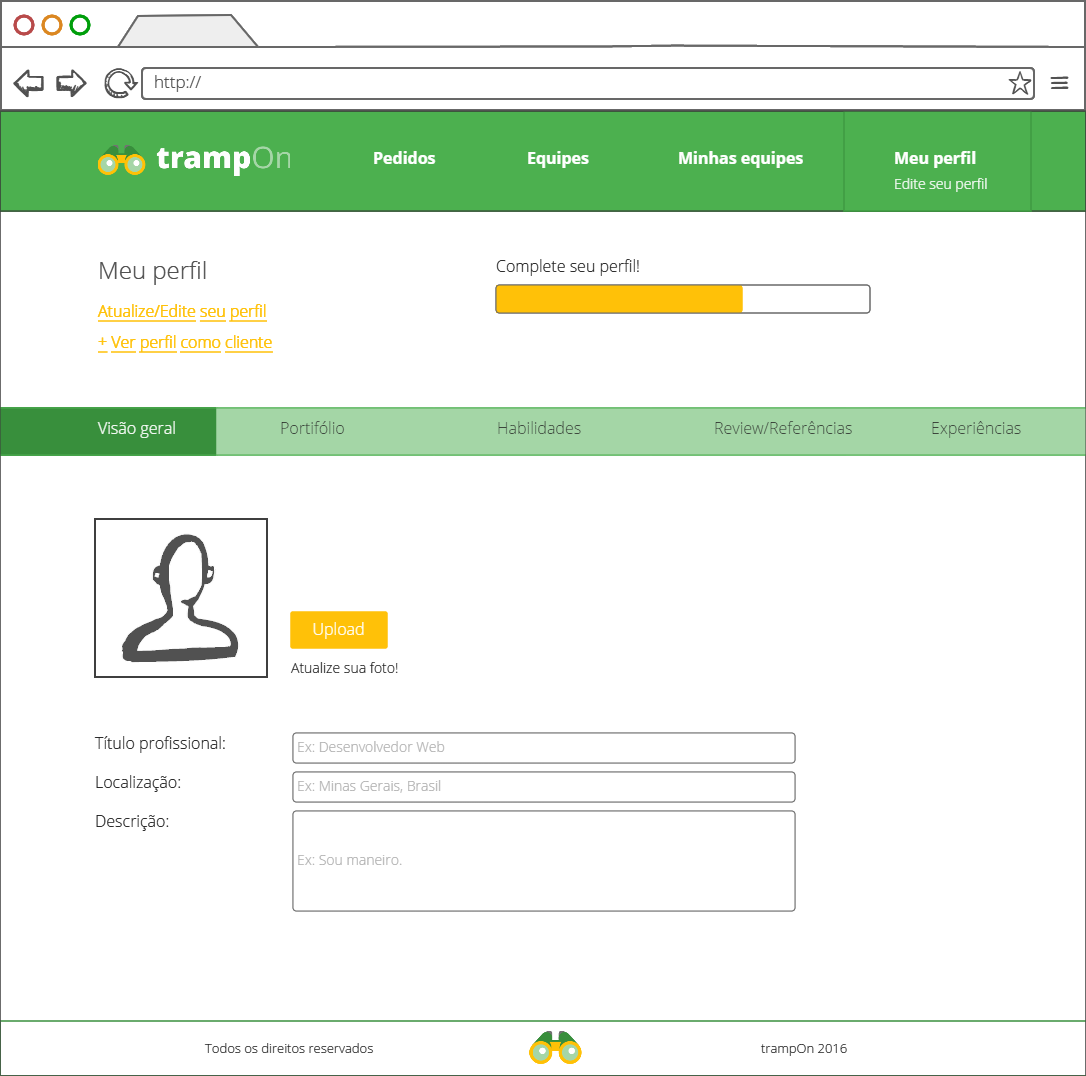 http://
trampOn
Pedidos
Equipes
Minhas equipes
Meu perfil
Edite seu perfil
Meu perfil
Complete seu perfil!
Atualize/Edite seu perfil
+ Ver perfil como cliente
Visão geral
Portifólio
Habilidades
Review/Referências
Experiências
Upload
Atualize sua foto!
Título profissional:
Ex: Desenvolvedor Web
Localização:
Ex: Minas Gerais, Brasil
Descrição:
Ex: Sou maneiro.
Todos os direitos reservados
trampOn 2016